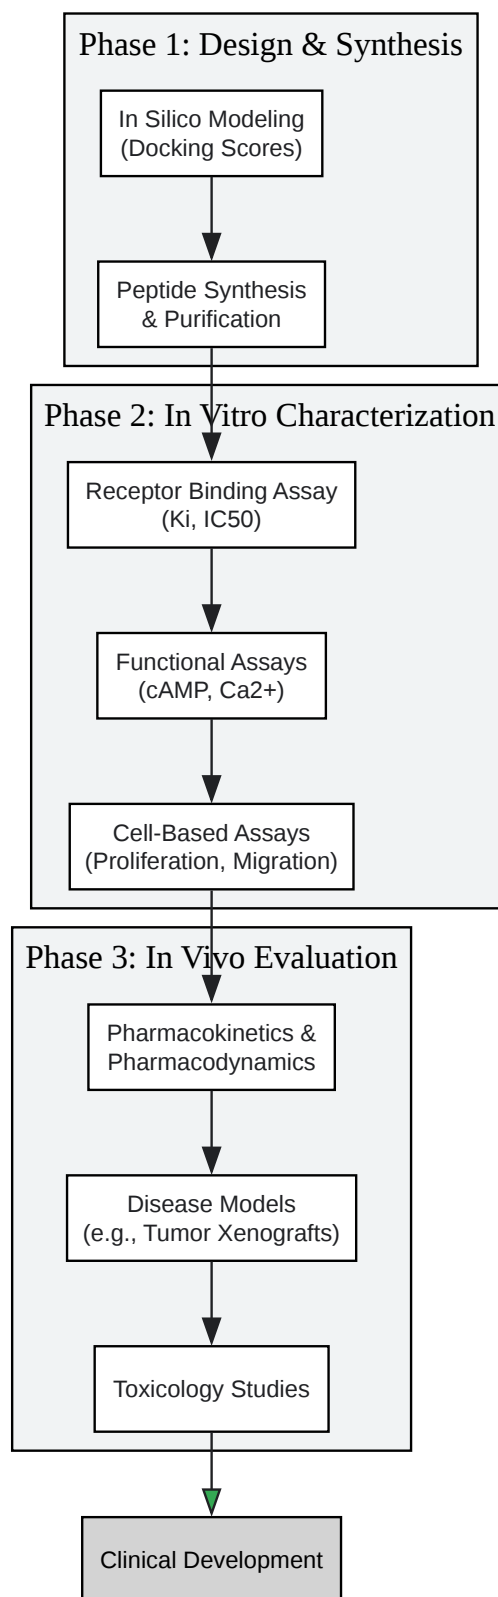 Phase 1: Design & Synthesis
In Silico Modeling
(Docking Scores)
Peptide Synthesis
& Purification
Phase 2: In Vitro Characterization
Receptor Binding Assay
(Ki, IC50)
Functional Assays
(cAMP, Ca2+)
Cell-Based Assays
(Proliferation, Migration)
Phase 3: In Vivo Evaluation
Pharmacokinetics &
Pharmacodynamics
Disease Models
(e.g., Tumor Xenografts)
Toxicology Studies
Clinical Development